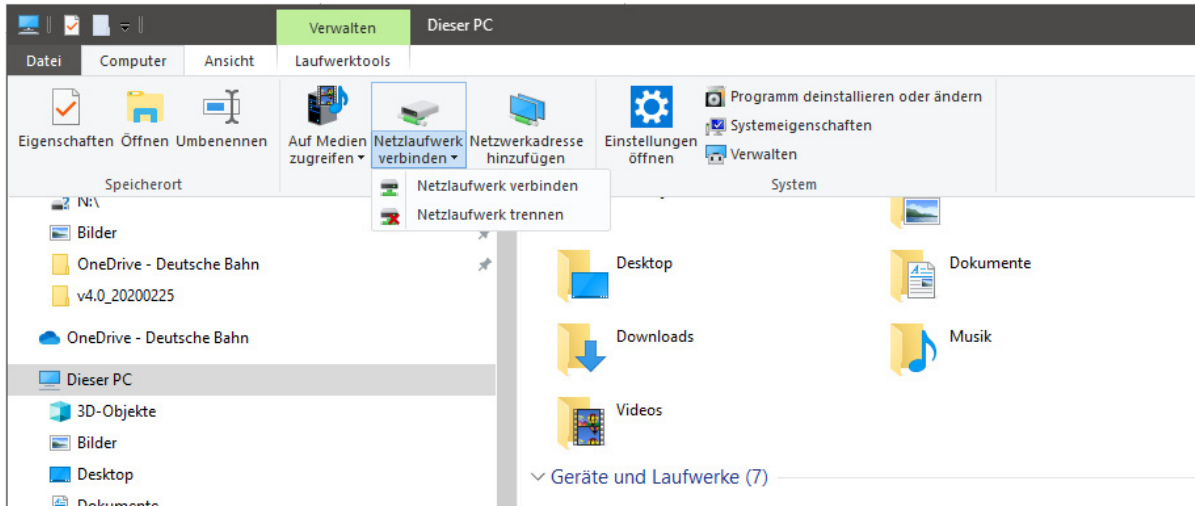 Verwalten
Dieser PC
Datei
Computer
Ansicht
Laufwerktools
Eigenschaften
Öffnen
Umbenennen
Auf Medien
zugreifen
Netzlaufwerk
verbinden
Netzwerkadresse
hinzufügen
Einstellungen
öffnen
Programm deinstallieren oder ändern
Systemeigenschaften
Verwalten
Speicherort
System
Netzlaufwerk verbinden
Netzlaufwerk trennen
N:\
Bilder
OneDrive - Deutsche Bahn
v4.0_20200225
OneDrive - Deutsche Bahn
Dieser PC
3D-Objekte
Bilder
Desktop
Dokumente
Desktop
Dokumente
Downloads
Musik
Videos
Geräte und Laufwerke (7)